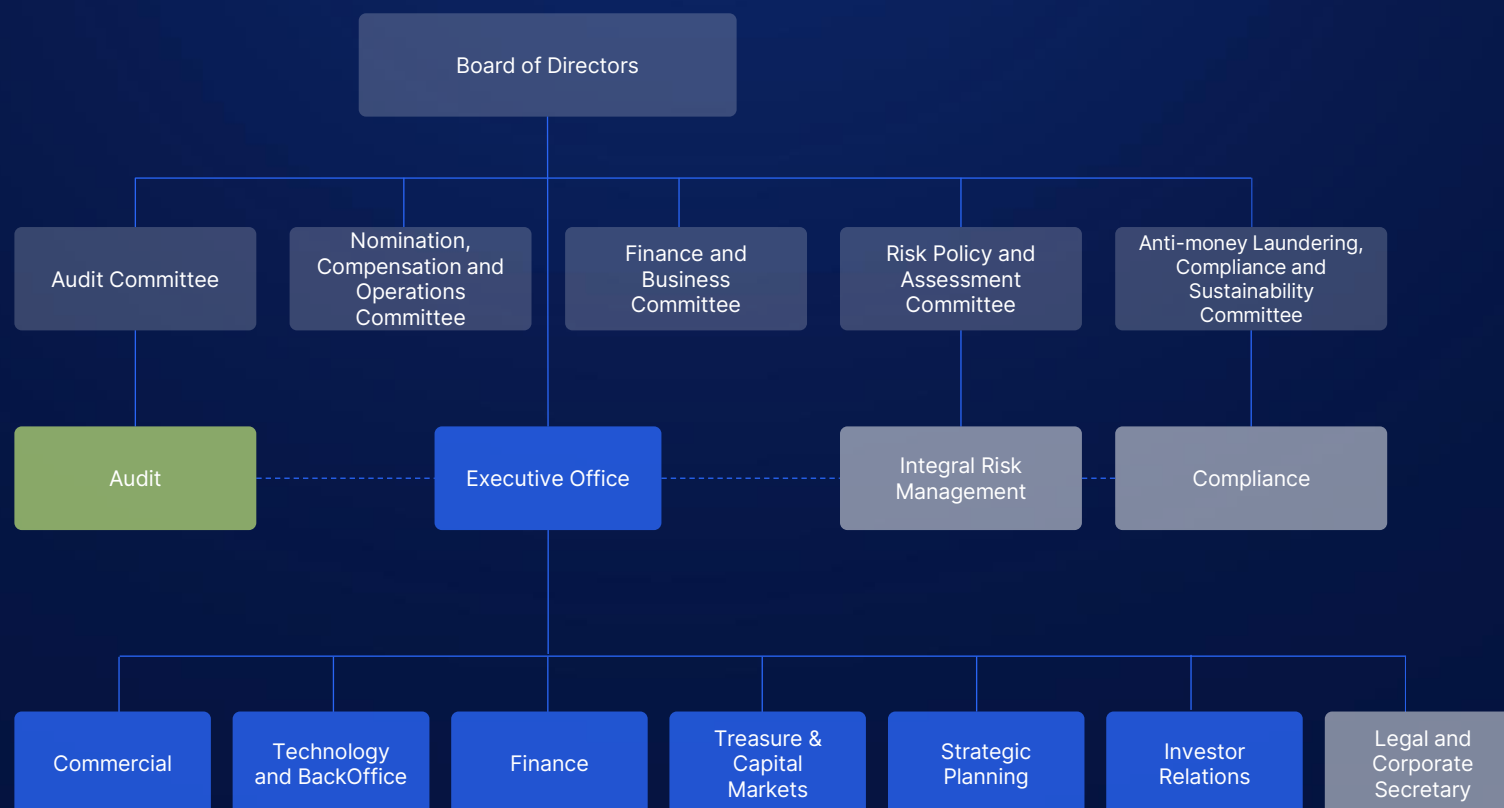 Board of Directors
Audit Committee
Nomination,
Compensation and
Operations
Committee
Finance and
Business
Committee
Risk Policy and
Assessment
Committee
Anti-money Laundering,
Compliance and
Sustainability
Committee
Audit
Executive Office
Integral Risk
Management
Compliance
Commercial
Technology
and BackOffice
Finance
Treasure &
Capital
Markets
Strategic
Planning
Investor
Relations
Legal and
Corporate
Secretary